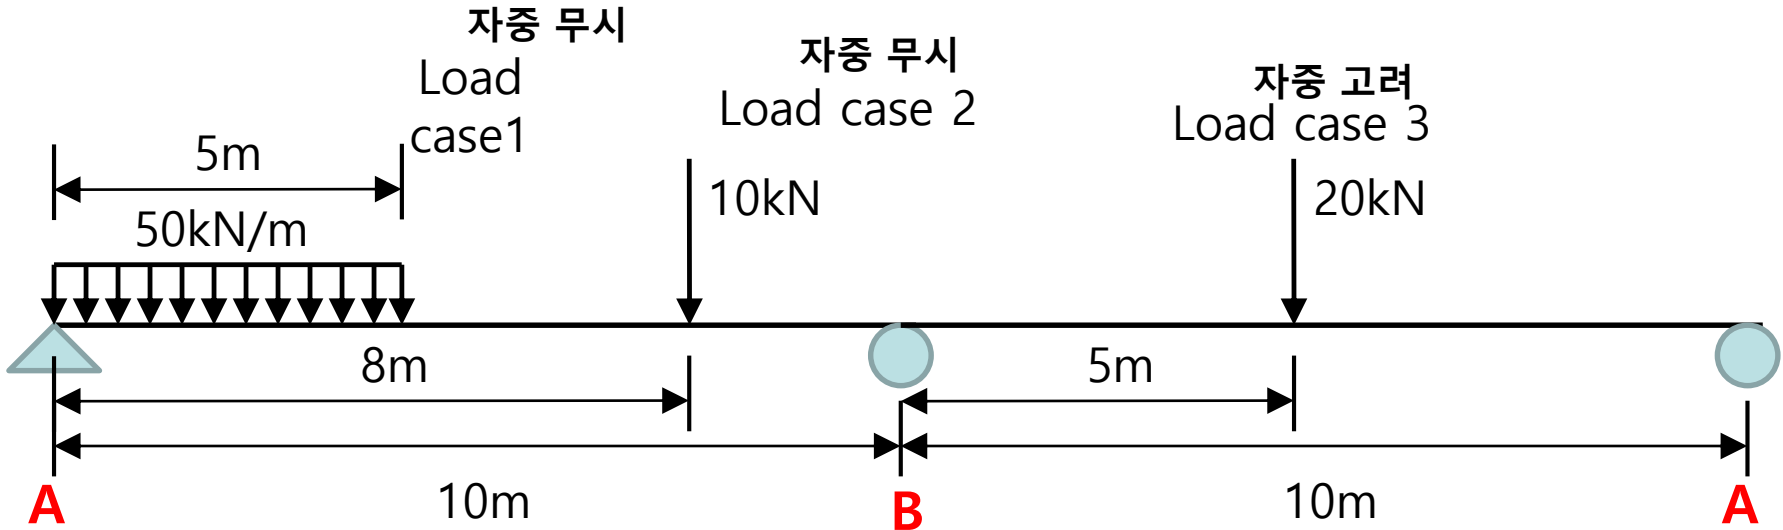 자중 무시
Load
case1
자중 무시
Load case 2
자중 고려
Load case 3
5m
50kN/m
10kN
20kN
8m
5m
10m
10m
A
B
A